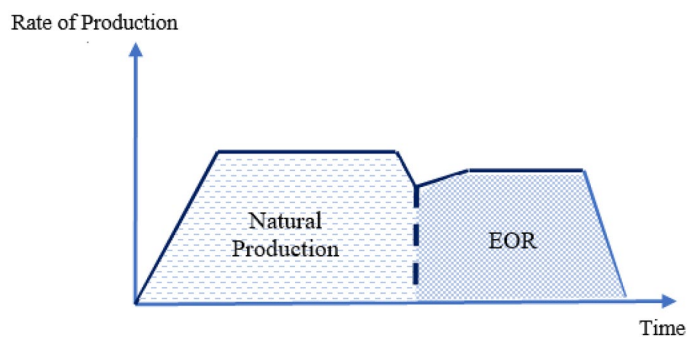 Rate of Production
Natural
Production
EOR
Time